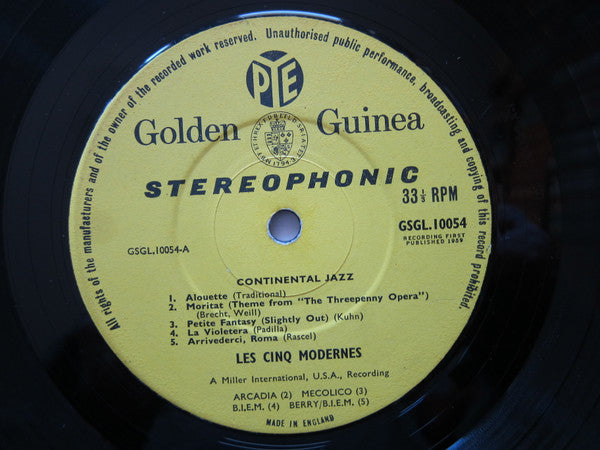 All rights of the manufacturers and of the owner of the recorded work reserved. Unauthorised public performance, broadcasting and copying of this record prohibited.
PYE
Golden Guinea
STEREOPHONIC
33⅓ RPM
GSGL.10054
RECORDING FIRST
PUBLISHED 1959
GSGL.10054-A
CONTINENTAL JAZZ
1. Alouette (Traditional)
2. Moritat (Theme from "The Threepenny Opera")
(Brecht, Weill)
3. Petite Fantasy (Slightly Out) (Kuhn)
4. La Violetera (Padilla)
5. Arrivederci, Roma (Rascel)
LES CINQ MODERNES
A Miller International, U.S.A., Recording
ARCADIA (2) MECOLICO (3)
B.I.E.M. (4) BERRY/B.I.E.M. (5)
MADE IN ENGLAND